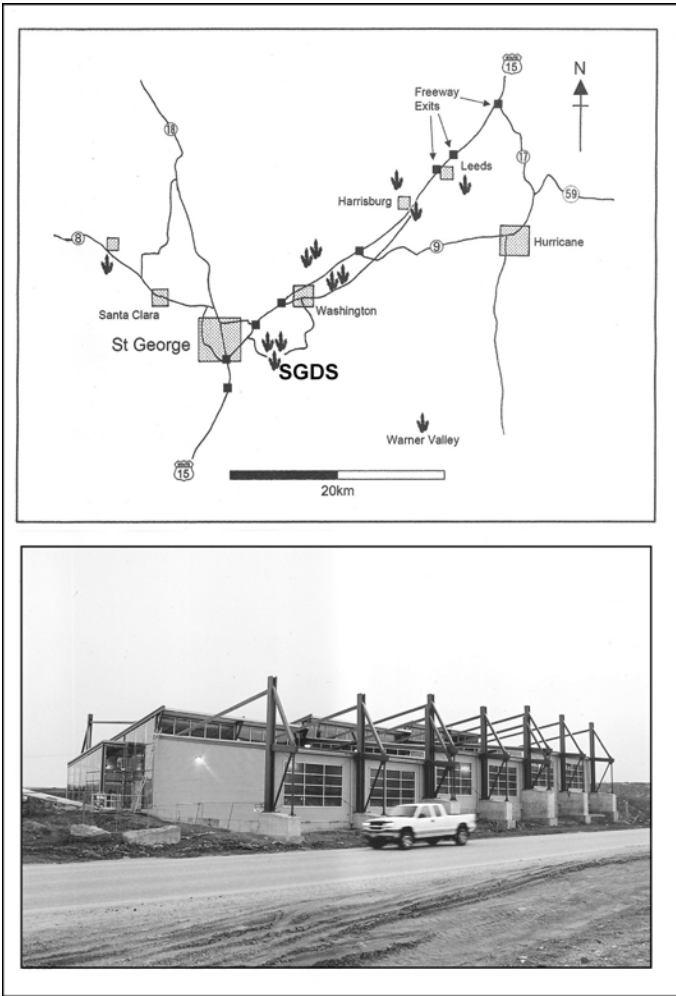 15
N
Freeway
Exits
18
Leeds
17
Harrisburg
59
8
9
Hurricane
Santa Clara
Washington
St George
SGDS
Warner Valley
15
20km